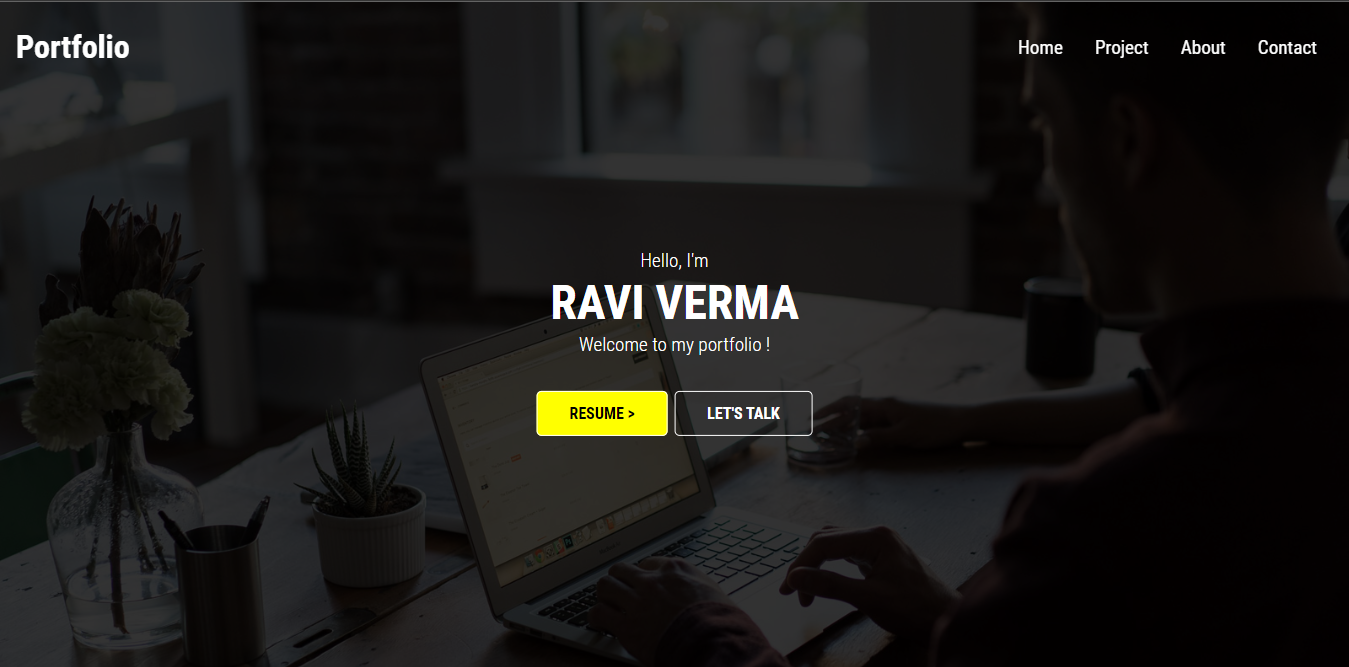 Portfolio
Home Project About Contact
Hello, I'm
RAVI VERMA
Welcome to my portfolio !
RESUME >
LET'S TALK